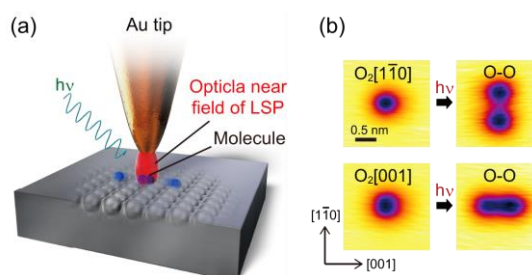 (a)
Au tip
hν
Opticla near
field of LSP
Molecule
(b)
O₂[11̄0]
hν
O-O
0.5 nm
O₂[001]
hν
O-O
[11̄0]
[001]